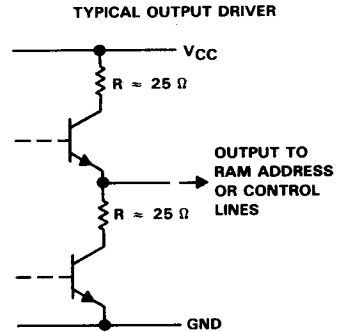 TYPICAL OUTPUT DRIVER
VCC
R ≈ 25 Ω
OUTPUT TO
RAM ADDRESS
OR CONTROL
LINES
R ≈ 25 Ω
GND